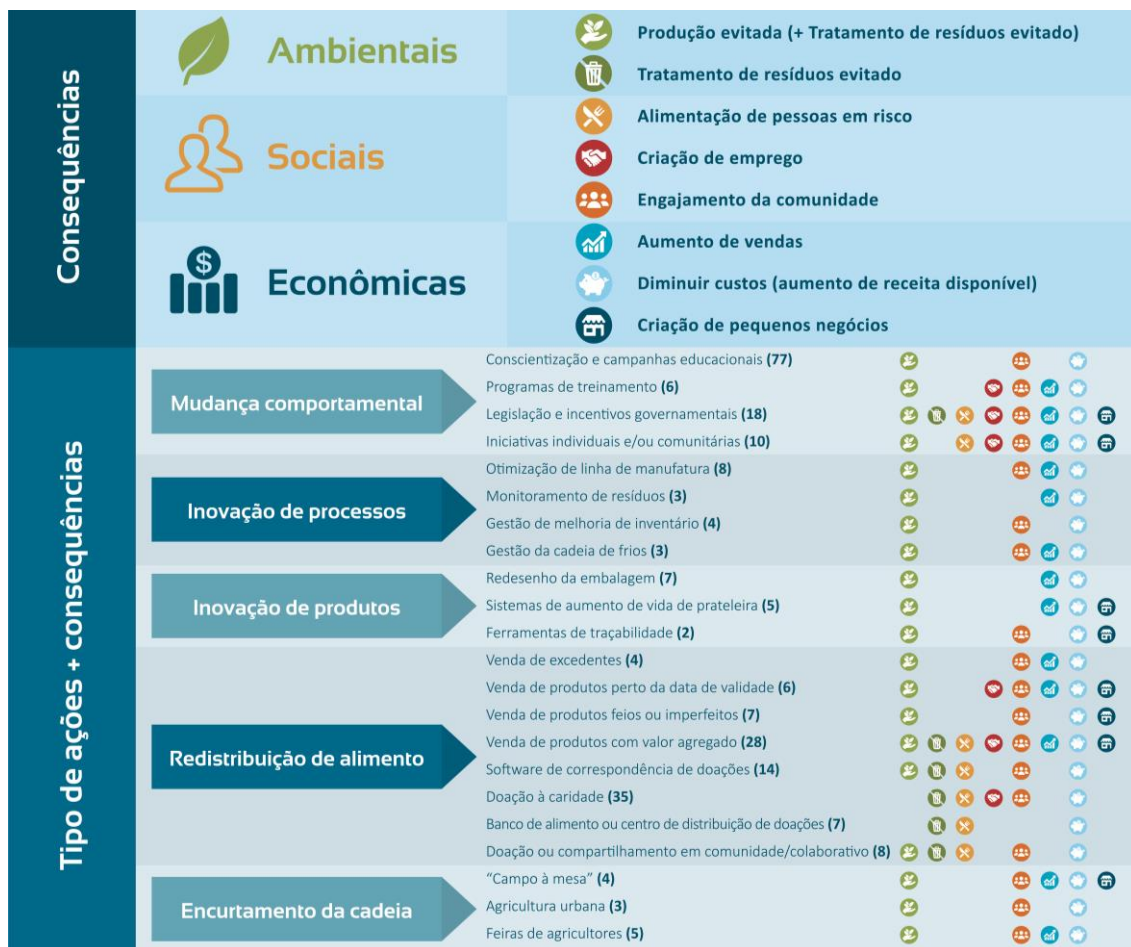 Consequências
Ambientais
Produção evitada (+ Tratamento de resíduos evitado)
Tratamento de resíduos evitado
Sociais
Alimentação de pessoas em risco
Criação de emprego
Engajamento da comunidade
$
Econômicas
Aumento de vendas
Diminuir custos (aumento de receita disponível)
Criação de pequenos negócios
Tipo de ações + consequências
Mudança comportamental
Conscientização e campanhas educacionais (77)
Programas de treinamento (6)
Legislação e incentivos governamentais (18)
Iniciativas individuais e/ou comunitárias (10)
Inovação de processos
Otimização de linha de manufatura (8)
Monitoramento de resíduos (3)
Gestão de melhoria de inventário (4)
Gestão da cadeia de frios (3)
Inovação de produtos
Redesenho da embalagem (7)
Sistemas de aumento de vida de prateleira (5)
Ferramentas de traçabilidade (2)
Redistribuição de alimento
Venda de excedentes (4)
Venda de produtos perto da data de validade (6)
Venda de produtos feios ou imperfeitos (7)
Venda de produtos com valor agregado (28)
Software de correspondência de doações (14)
Doação à caridade (35)
Banco de alimento ou centro de distribuição de doações (7)
Doação ou compartilhamento em comunidade/colaborativo (8)
Encurtamento da cadeia
“Campo à mesa” (4)
Agricultura urbana (3)
Feiras de agricultores (5)